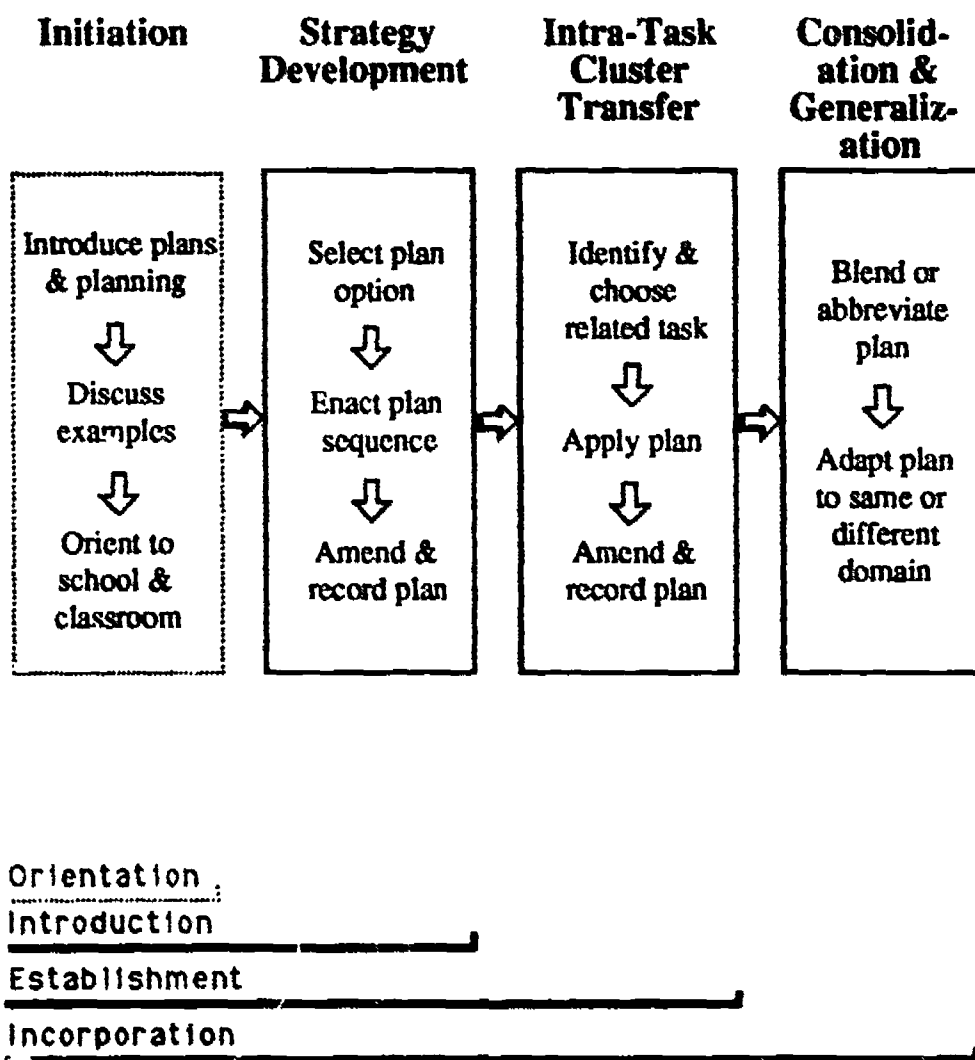 Initiation
Introduce plans
& planning
Discuss
examples
Orient to
school &
classroom
Strategy
Development
Select plan
option
Enact plan
sequence
Amend &
record plan
Intra-Task
Cluster
Transfer
Identify &
choose
related task
Apply plan
Amend &
record plan
Consolid-
ation &
Generaliz-
ation
Blend or
abbreviate
plan
Adapt plan
to same or
different
domain
Orientation
Introduction
Establishment
Incorporation